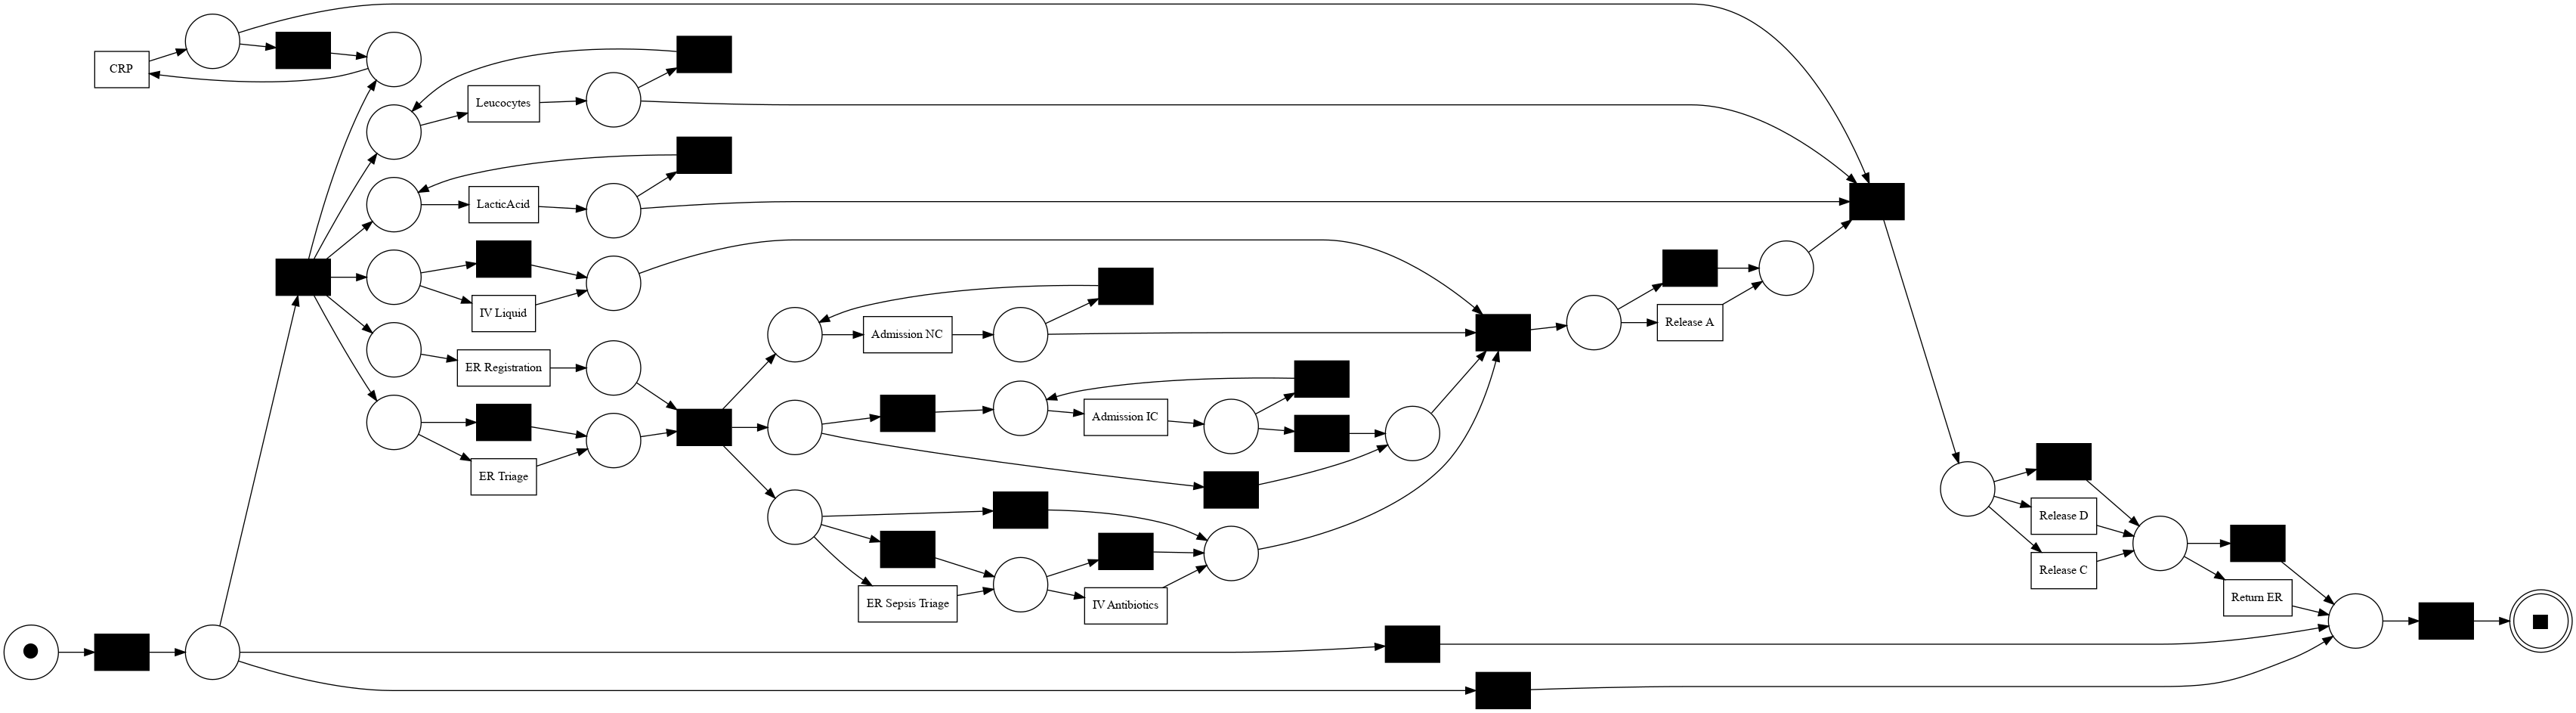 CRP
Leucocytes
LacticAcid
IV Liquid
ER Registration
ER Triage
Admission NC
Admission IC
ER Sepsis Triage
IV Antibiotics
Release A
Release D
Release C
Return ER